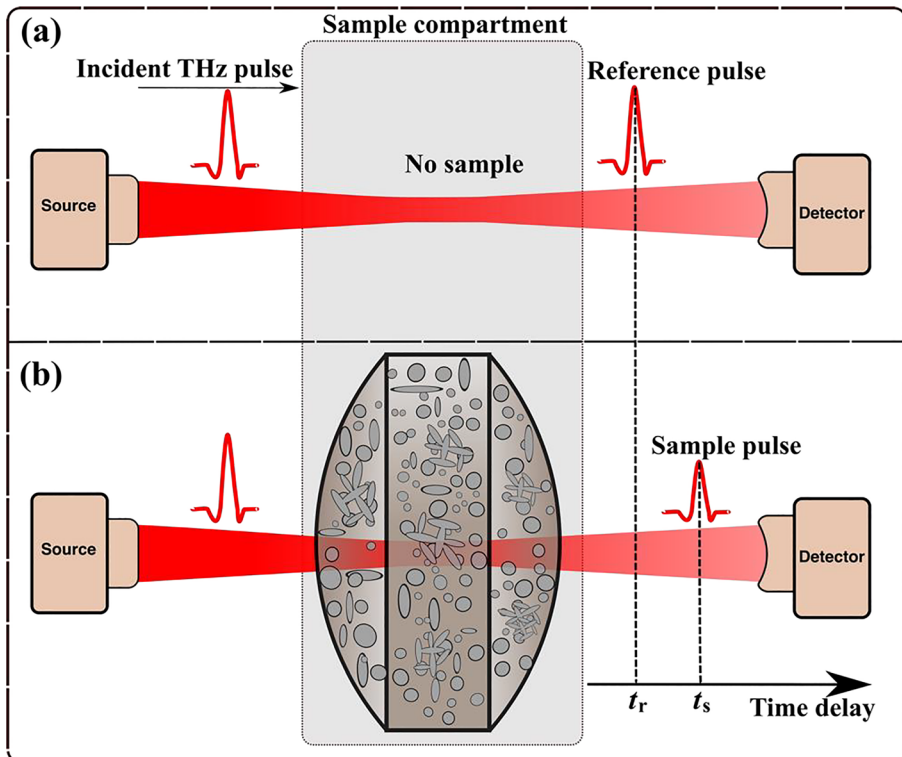 (a)
Sample compartment
Incident THz pulse
Reference pulse
No sample
Source
Detector
(b)
Sample pulse
Source
Detector
tr
ts
Time delay